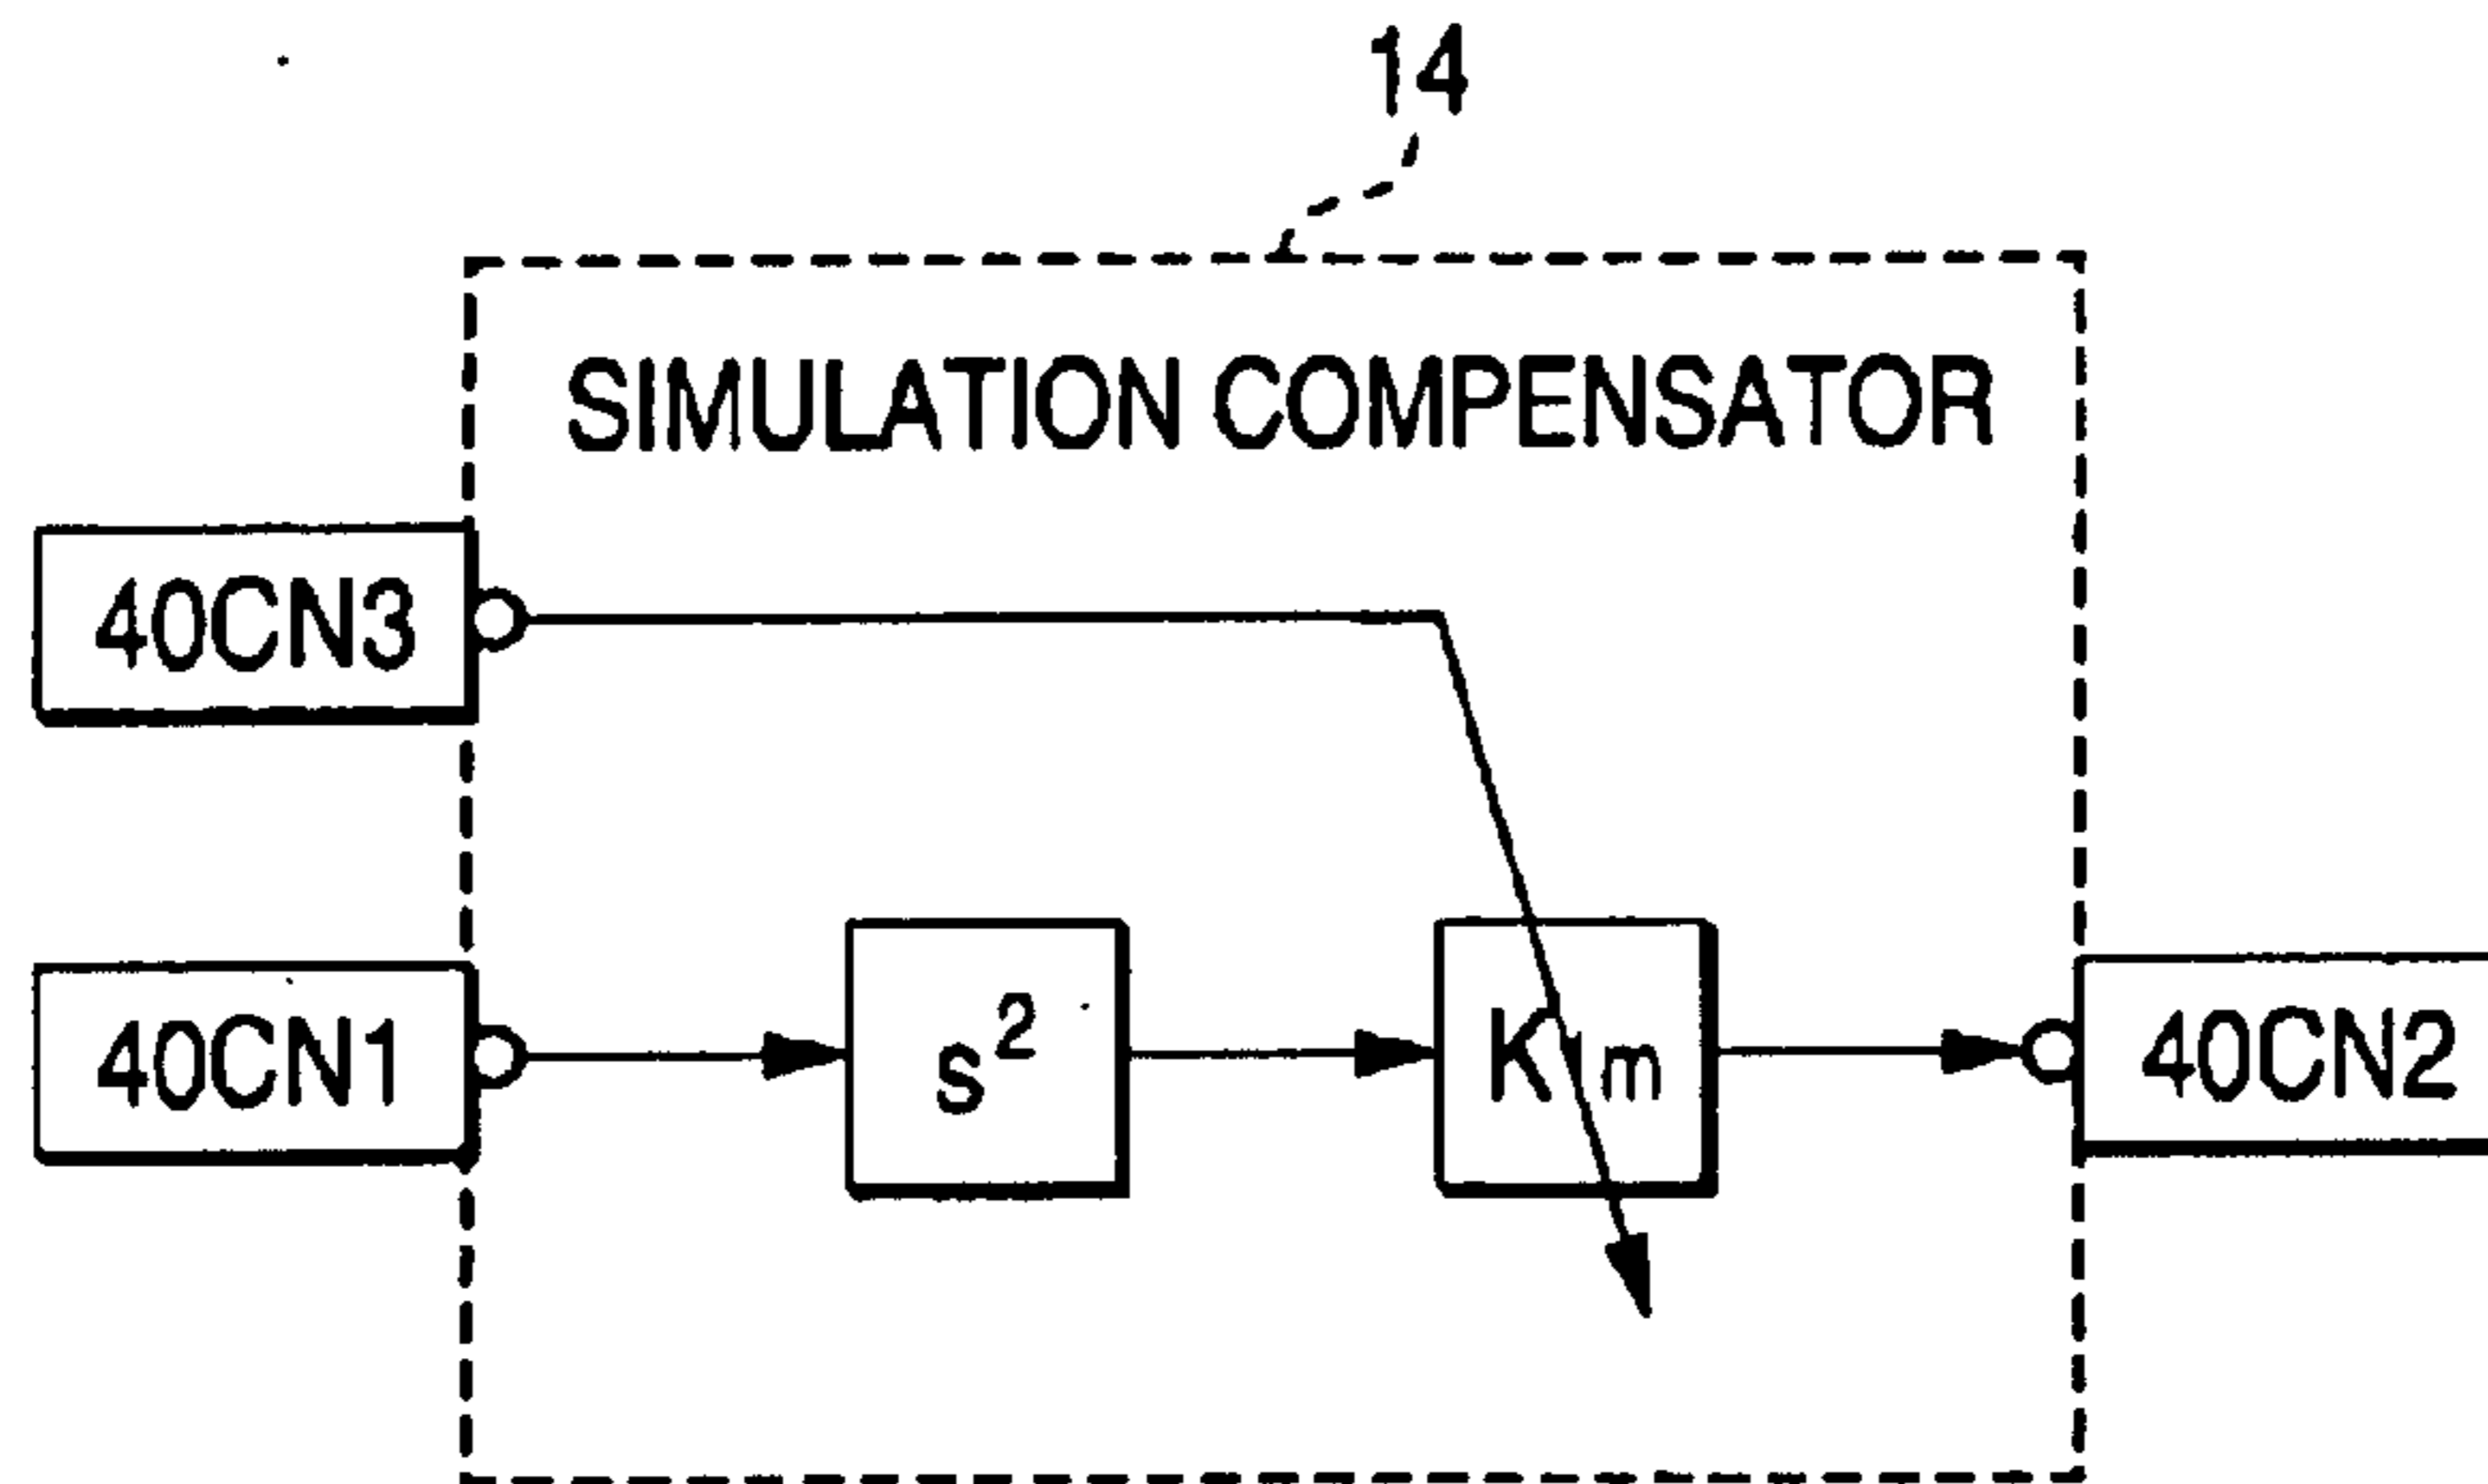 14
SIMULATION COMPENSATOR
40CN3
40CN1
s²
Km
40CN2